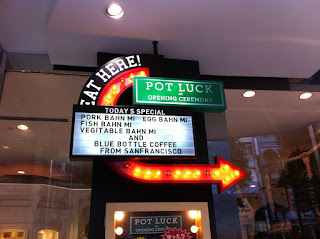 EAT HERE!
POT LUCK
AT
OPENING CEREMONY
TODAY'S SPECIAL
PORK BAHN MI EGG BAHN MI
FISH BAHN MI
VEGITABLE BAHN MI
AND
BLUE BOTTLE COFFEE
FROM SANFRANCISCO
POT LUCK
OPENING CEREMONY